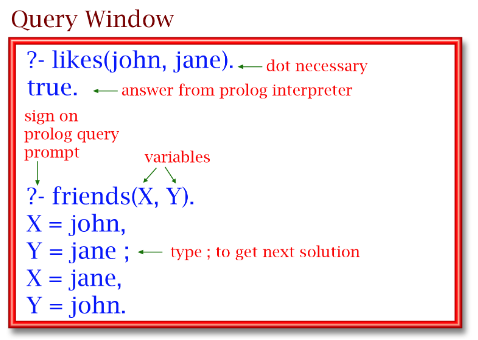 Query Window
?- likes(john, jane).
dot necessary
true.
answer from prolog interpreter
sign on
prolog query
prompt
variables
?- friends(X, Y).
X = john,
Y = jane ;
type ; to get next solution
X = jane,
Y = john.